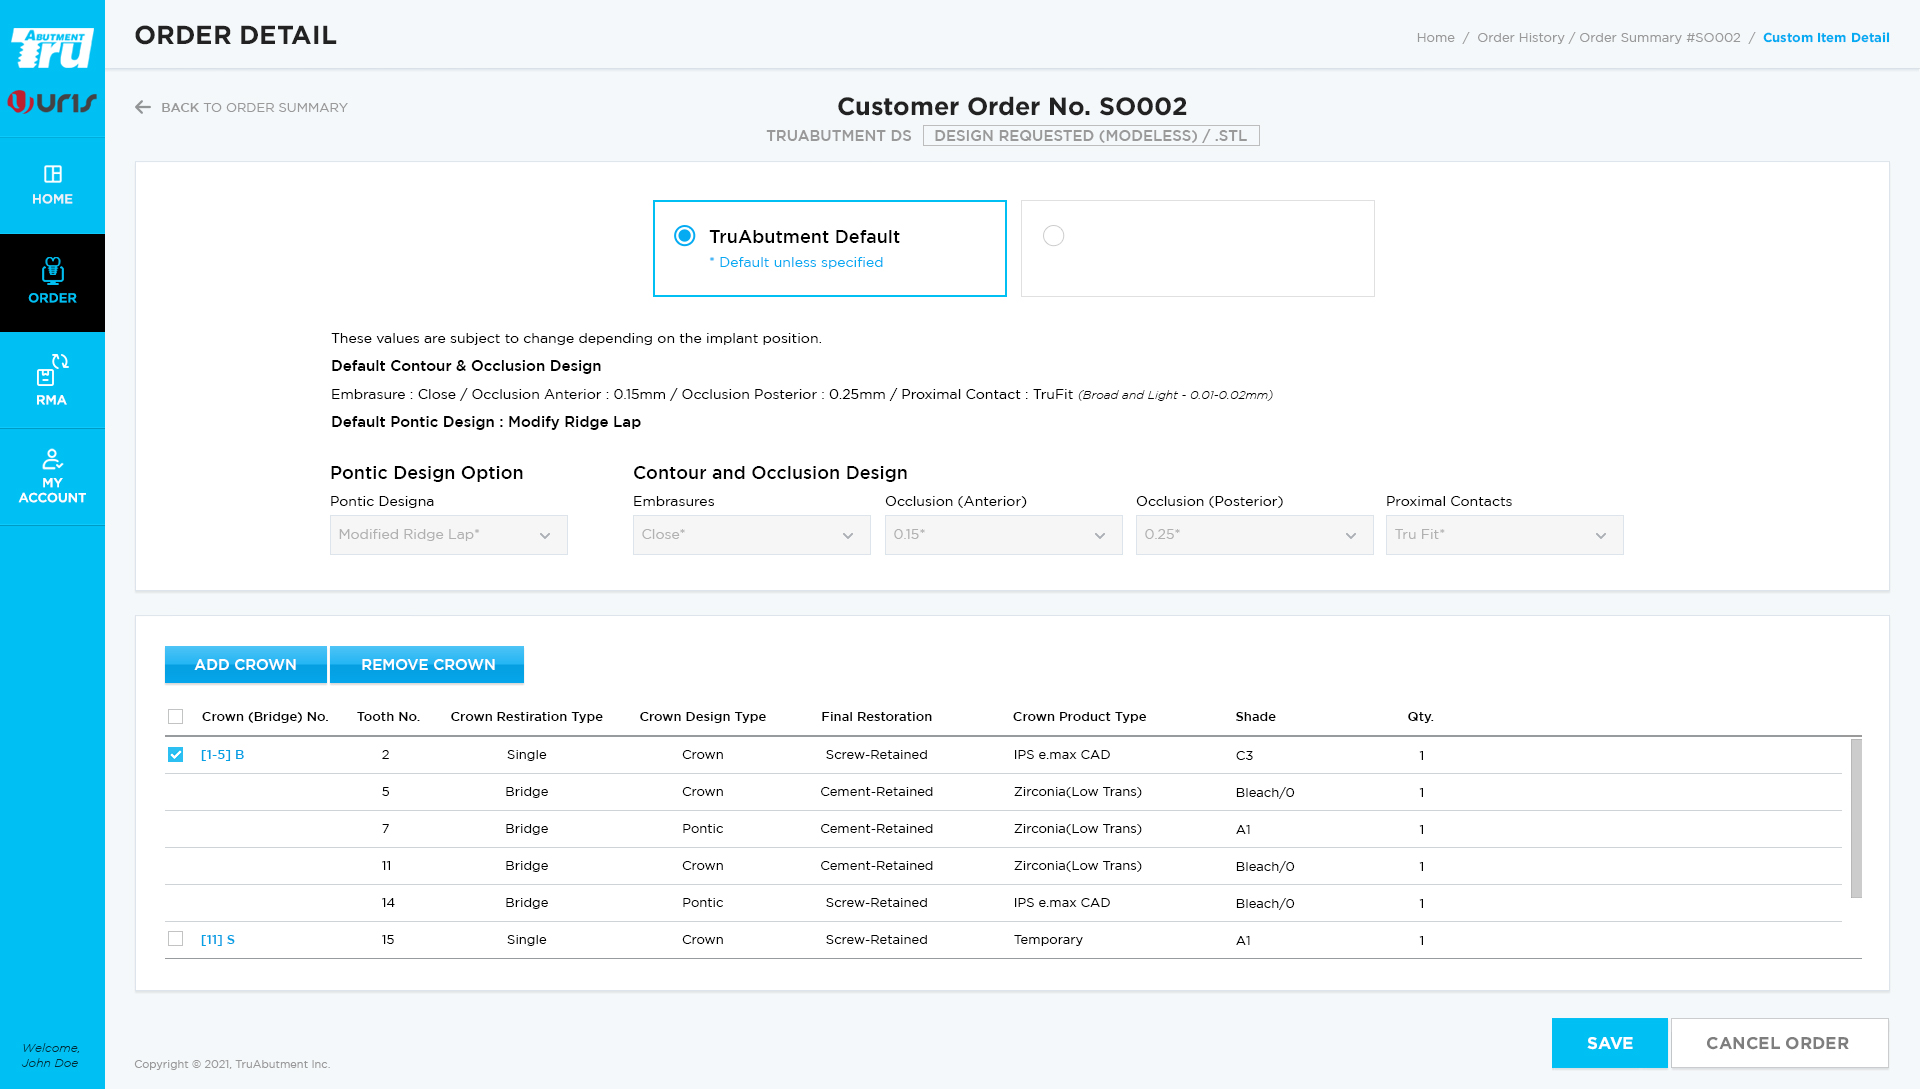 ABUTMENT
Tru
uris
HOME
ORDER
RMA
MY
ACCOUNT
Welcome,
John Doe
ORDER DETAIL
Home / Order History / Order Summary #SO002 / Custom Item Detail
BACK TO ORDER SUMMARY
Customer Order No. SO002
TRUABUTMENT DS DESIGN REQUESTED (MODELESS) / .STL
TruAbutment Default
* Default unless specified
These values are subject to change depending on the implant position.
Default Contour & Occlusion Design
Embrasure : Close / Occlusion Anterior : 0.15mm / Occlusion Posterior : 0.25mm / Proximal Contact : TruFit (Broad and Light - 0.01-0.02mm)
Default Pontic Design : Modify Ridge Lap
Pontic Design Option Contour and Occlusion Design
Pontic Designa Embrasures Occlusion (Anterior) Occlusion (Posterior) Proximal Contacts
Modified Ridge Lap* Close* 0.15* 0.25* Tru Fit*
ADD CROWN REMOVE CROWN
Crown (Bridge) No. Tooth No. Crown Restiration Type Crown Design Type Final Restoration Crown Product Type Shade Qty.
[1-5] B 2 Single Crown Screw-Retained IPS e.max CAD C3 1
5 Bridge Crown Cement-Retained Zirconia(Low Trans) Bleach/0 1
7 Bridge Pontic Cement-Retained Zirconia(Low Trans) A1 1
11 Bridge Crown Cement-Retained Zirconia(Low Trans) Bleach/0 1
14 Bridge Pontic Screw-Retained IPS e.max CAD Bleach/0 1
[11] S 15 Single Crown Screw-Retained Temporary A1 1
SAVE CANCEL ORDER
Copyright © 2021, TruAbutment Inc.